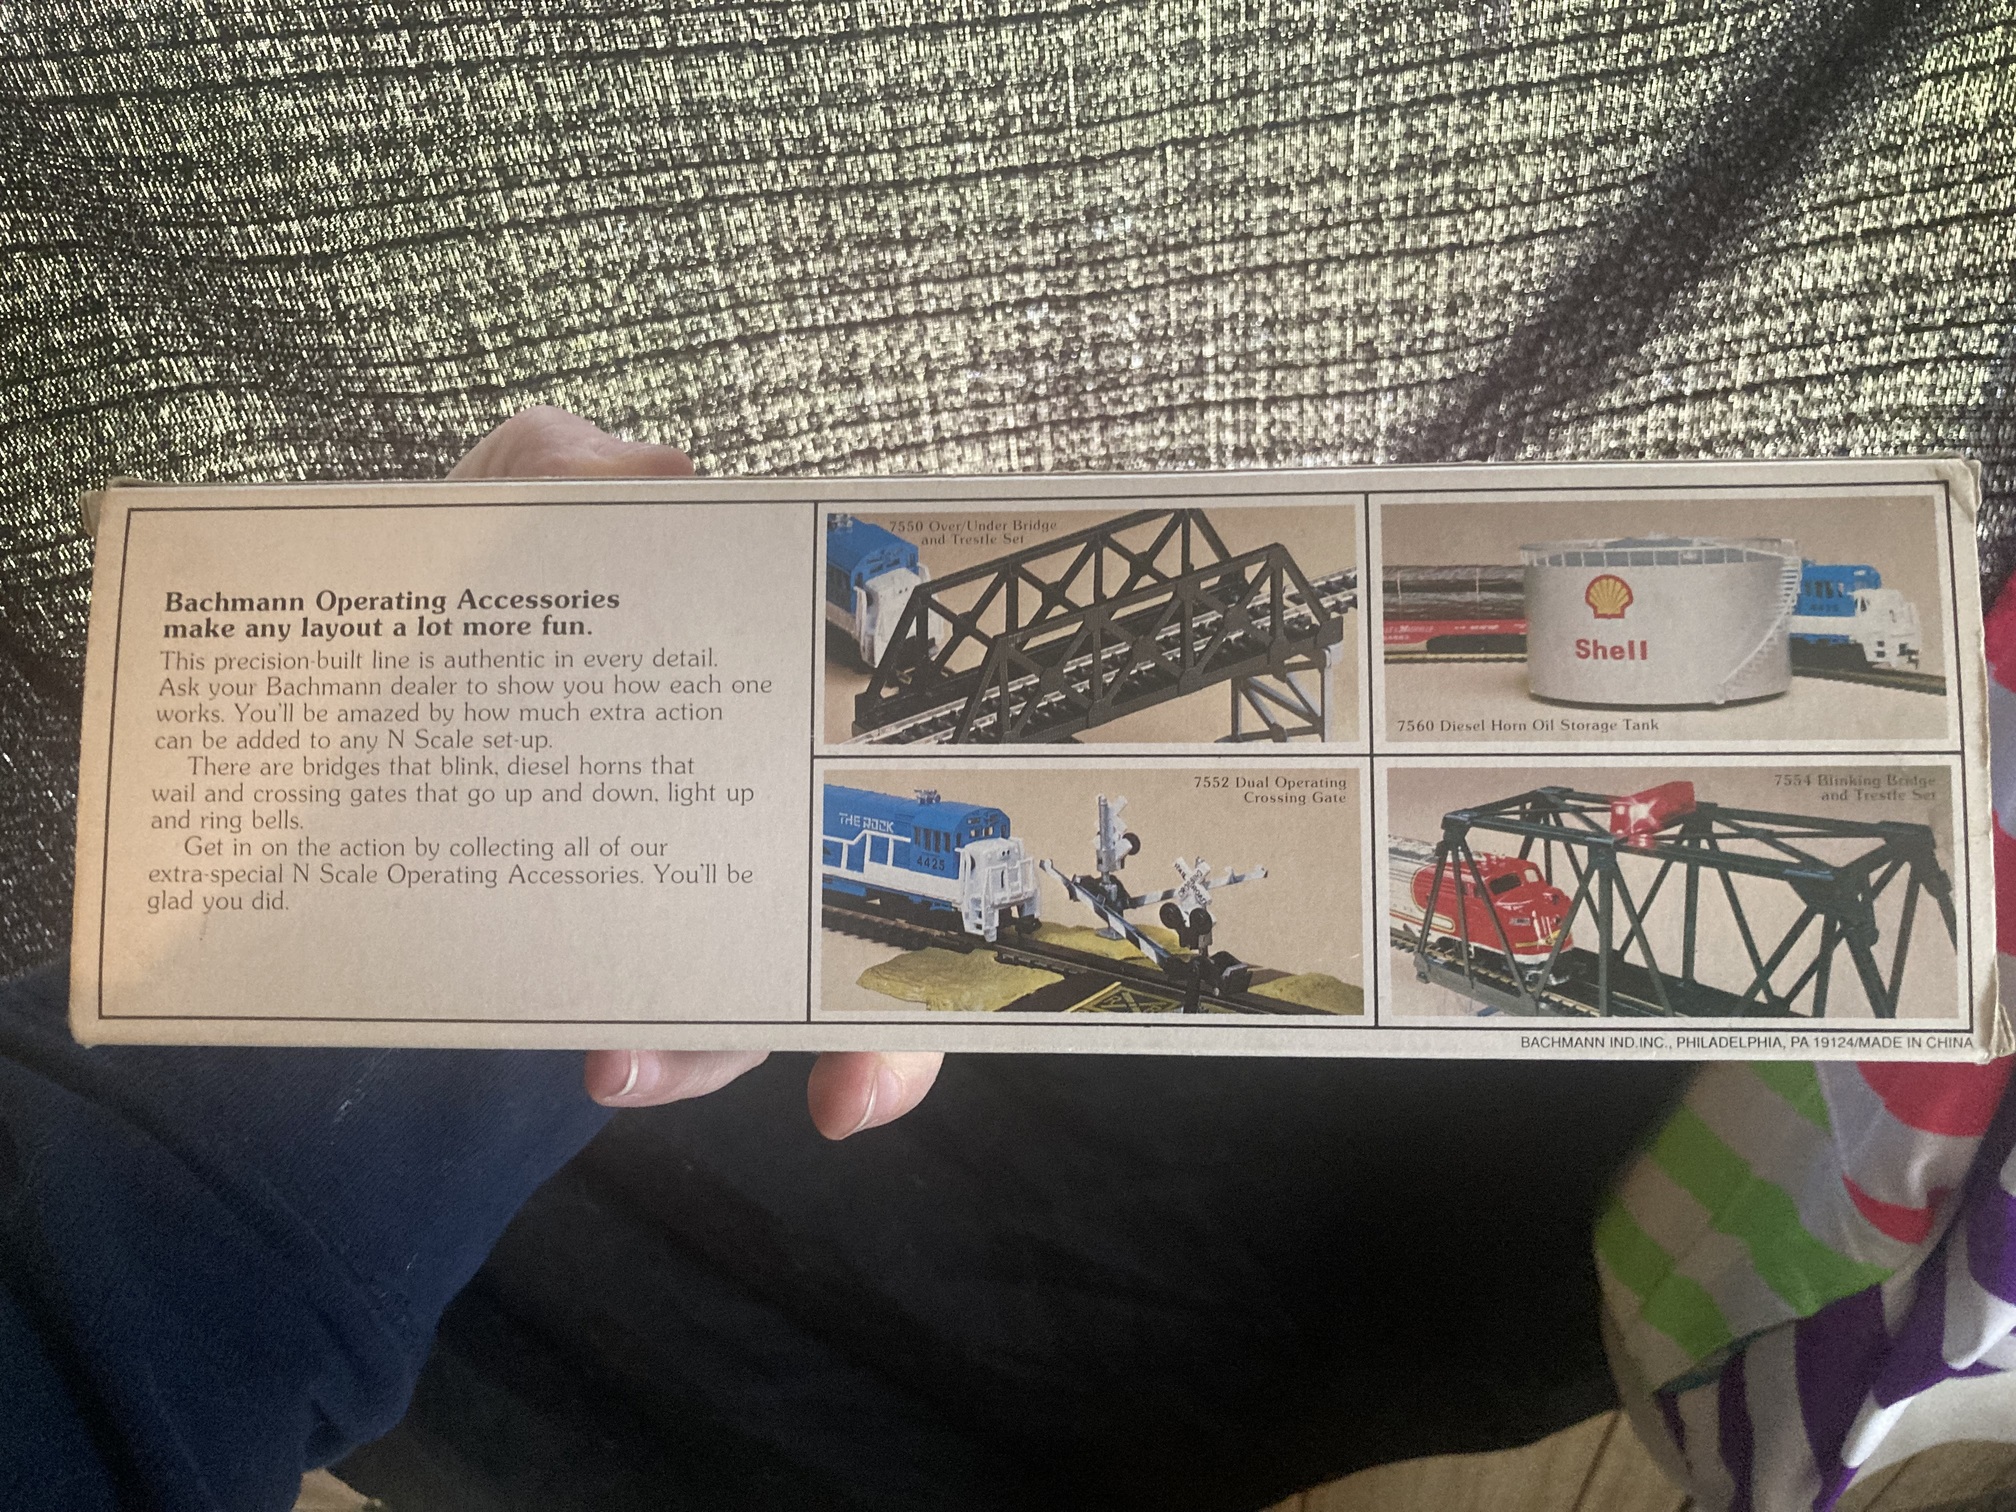 Bachmann Operating Accessories
make any layout a lot more fun.
This precision-built line is authentic in every detail.
Ask your Bachmann dealer to show you how each one
works. You'll be amazed by how much extra action
can be added to any N Scale set-up.
There are bridges that blink, diesel horns that
wail and crossing gates that go up and down, light up
and ring bells.
Get in on the action by collecting all of our
extra-special N Scale Operating Accessories. You'll be
glad you did.
7550 Over/Under Bridge
and Trestle Set
Shell
4425
7560 Diesel Horn Oil Storage Tank
7552 Dual Operating
Crossing Gate
THE ROCK
4425
7554 Blinking Bridge
and Trestle Set
BACHMANN IND.INC., PHILADELPHIA, PA 19124/MADE IN CHINA